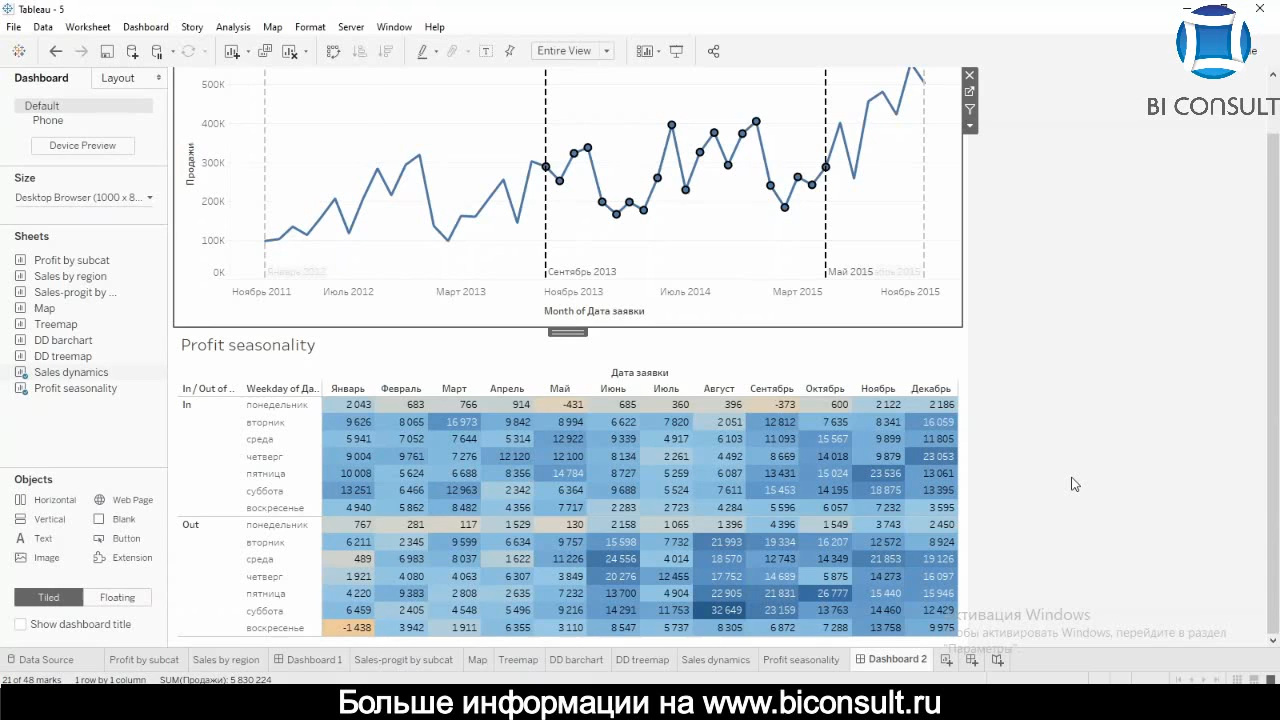 Tableau - 5
File Data Worksheet Dashboard Story Analysis Map Format Server Window Help
Entire View
BI CONSULT
Dashboard Layout
Default
Phone
Device Preview
Size
Desktop Browser (1000 x 8...
Sheets
Profit by subcat
Sales by region
Sales-progit by ...
Map
Treemap
DD barchart
DD treemap
Sales dynamics
Profit seasonality
Objects
Horizontal Web Page
Vertical Blank
Text Button
Image Extension
Tiled Floating
Show dashboard title
Продажи
500K
400K
300K
200K
100K
0K
Январь 2012 Сентябрь 2013 Май 2015
Ноябрь 2011 Июль 2012 Март 2013 Ноябрь 2013 Июль 2014 Март 2015 Ноябрь 2015
Month of Дата заявки
Profit seasonality
Дата заявки
In / Out of .. Weekday of Да.. Январь Февраль Март Апрель Май Июнь Июль Август Сентябрь Октябрь Ноябрь Декабрь
In понедельник 2 043 683 766 914 -431 685 360 396 -373 600 2 122 2 186
вторник 9 626 8 065 16 973 9 842 8 994 6 622 7 820 2 051 12 812 7 635 8 341 16 059
среда 5 941 7 052 7 644 5 314 12 922 9 339 4 917 6 103 11 093 15 567 9 899 11 805
четверг 9 004 9 761 7 276 12 120 12 100 8 134 2 261 4 492 8 669 14 018 9 879 23 053
пятница 10 008 5 624 6 688 8 356 14 784 8 727 5 259 6 087 13 431 15 024 23 536 13 061
суббота 13 251 6 466 12 963 2 342 6 364 9 688 5 524 7 611 15 453 14 195 18 875 13 395
воскресенье 4 940 5 862 8 482 4 356 7 717 2 283 2 723 4 284 5 596 6 057 7 232 3 595
Out понедельник 767 281 117 1 529 130 2 158 1 065 1 396 4 396 1 549 3 743 2 450
вторник 6 211 2 345 9 599 6 634 9 757 15 598 7 732 21 993 19 334 16 207 12 572 8 924
среда 489 6 983 8 037 1 622 11 226 24 556 4 014 18 570 12 743 14 349 21 853 19 126
четверг 1 921 4 080 4 063 6 307 3 849 20 276 12 455 17 752 14 689 5 875 14 273 16 097
пятница 4 220 9 383 2 808 2 635 7 232 13 700 4 904 22 905 21 831 26 777 15 440 15 946
суббота 6 459 2 405 4 548 5 496 9 216 14 291 11 753 32 649 23 159 13 763 14 460 12 429
воскресенье -1 438 3 942 1 911 6 355 3 110 8 547 5 737 8 305 6 872 7 288 13 758 9 975
ктивация Windows
обы активировать Windows, перейдите в раздел
"Параметры".
Data Source Profit by subcat Sales by region Dashboard 1 Sales-progit by subcat Map Treemap DD barchart DD treemap Sales dynamics Profit seasonality Dashboard 2
21 of 48 marks 1 row by 1 column SUM(Продажи): 5 830 224
Больше информации на www.biconsult.ru